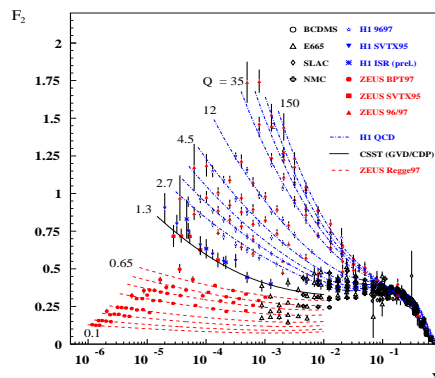 F₂
2
1.75
1.5
1.25
1
0.75
0.5
0.25
0
BCDMS
E665
SLAC
NMC
H1 9697
H1 SVTX95
H1 ISR (prel.)
ZEUS BPT97
ZEUS SVTX95
ZEUS 96/97
H1 QCD
CSST (GVD/CDP)
ZEUS Regge97
Q = 35
150
12
4.5
2.7
1.3
0.65
0.1
10⁻⁶
10⁻⁵
10⁻⁴
10⁻³
10⁻²
10⁻¹